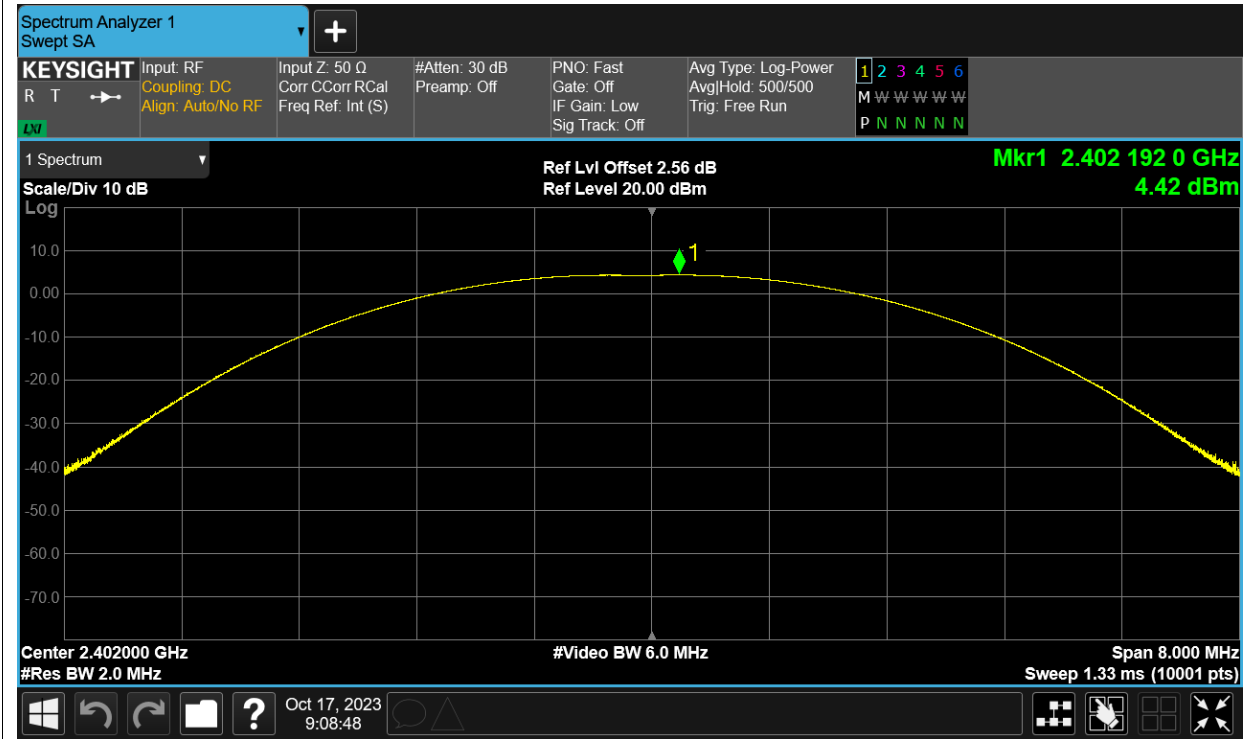 Spectrum Analyzer 1
Swept SA
▼
+
KEYSIGHT
R T
LXI
Input: RF
Coupling: DC
Align: Auto/No RF
Input Z: 50 Ω
Corr CCorr RCal
Freq Ref: Int (S)
#Atten: 30 dB
Preamp: Off
PNO: Fast
Gate: Off
IF Gain: Low
Sig Track: Off
Avg Type: Log-Power
Avg|Hold: 500/500
Trig: Free Run
1 2 3 4 5 6
M W W W W W
P N N N N N
1 Spectrum ▼
Scale/Div 10 dB
Log
Ref Lvl Offset 2.56 dB
Ref Level 20.00 dBm
Mkr1 2.402 192 0 GHz
4.42 dBm
1
10.0
0.00
-10.0
-20.0
-30.0
-40.0
-50.0
-60.0
-70.0
Center 2.402000 GHz
#Res BW 2.0 MHz
#Video BW 6.0 MHz
Span 8.000 MHz
Sweep 1.33 ms (10001 pts)
?
Oct 17, 2023
9:08:48